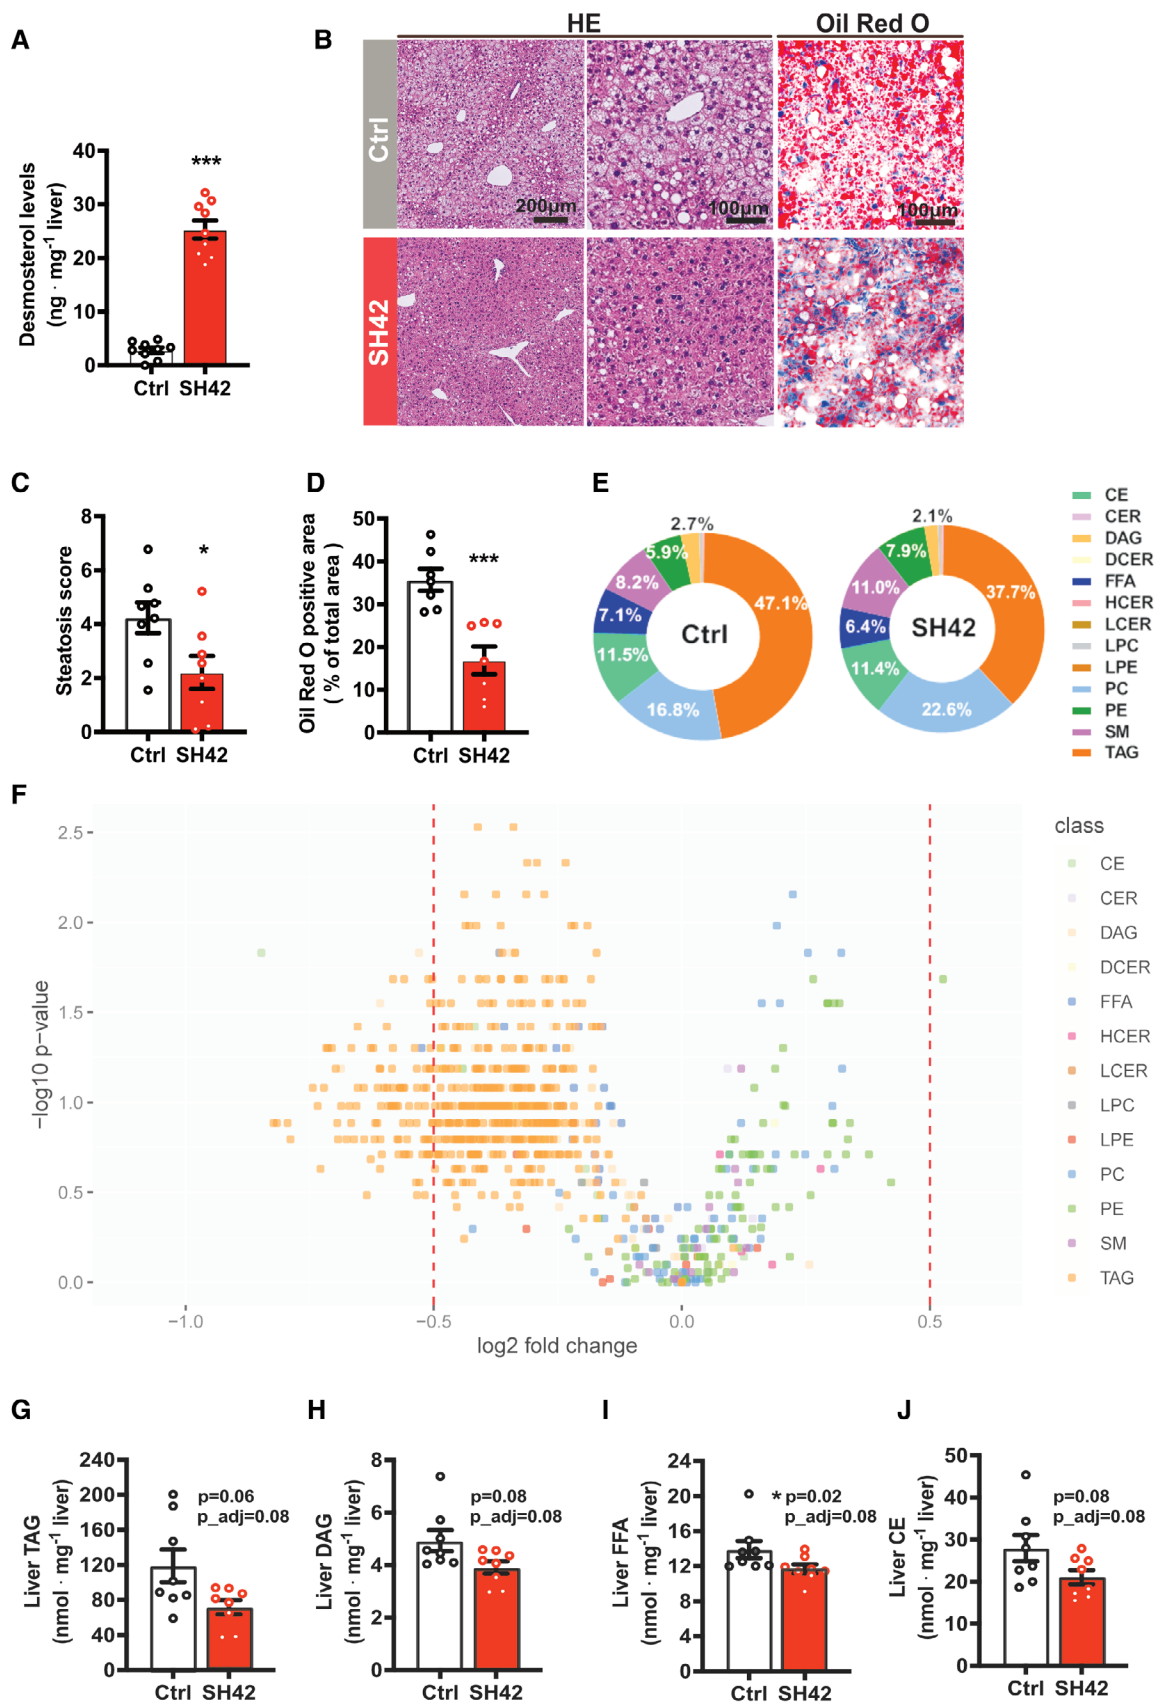 A
Desmosterol levels
(ng · mg⁻¹ liver)
40
30
20
10
0
***
Ctrl SH42
B
HE
Oil Red O
Ctrl
SH42
200µm
100µm
100µm
C
Steatosis score
8
6
4
2
0
*
Ctrl SH42
D
Oil Red O positive area
( % of total area )
50
40
30
20
10
0
***
Ctrl SH42
E
2.7%
5.9%
8.2%
7.1%
11.5%
16.8%
47.1%
Ctrl
2.1%
7.9%
11.0%
6.4%
11.4%
22.6%
37.7%
SH42
CE
CER
DAG
DCER
FFA
HCER
LCER
LPC
LPE
PC
PE
SM
TAG
F
−log10 p−value
2.5
2.0
1.5
1.0
0.5
0.0
−1.0
−0.5
0.0
0.5
log2 fold change
class
CE
CER
DAG
DCER
FFA
HCER
LCER
LPC
LPE
PC
PE
SM
TAG
G
Liver TAG
(nmol · mg⁻¹ liver)
240
200
160
120
80
40
0
p=0.06
p_adj=0.08
Ctrl SH42
H
Liver DAG
(nmol · mg⁻¹ liver)
8
6
4
2
0
p=0.08
p_adj=0.08
Ctrl SH42
I
Liver FFA
(nmol · mg⁻¹ liver)
24
20
16
12
8
4
0
* p=0.02
p_adj=0.08
Ctrl SH42
J
Liver CE
(nmol · mg⁻¹ liver)
50
40
30
20
10
0
p=0.08
p_adj=0.08
Ctrl SH42